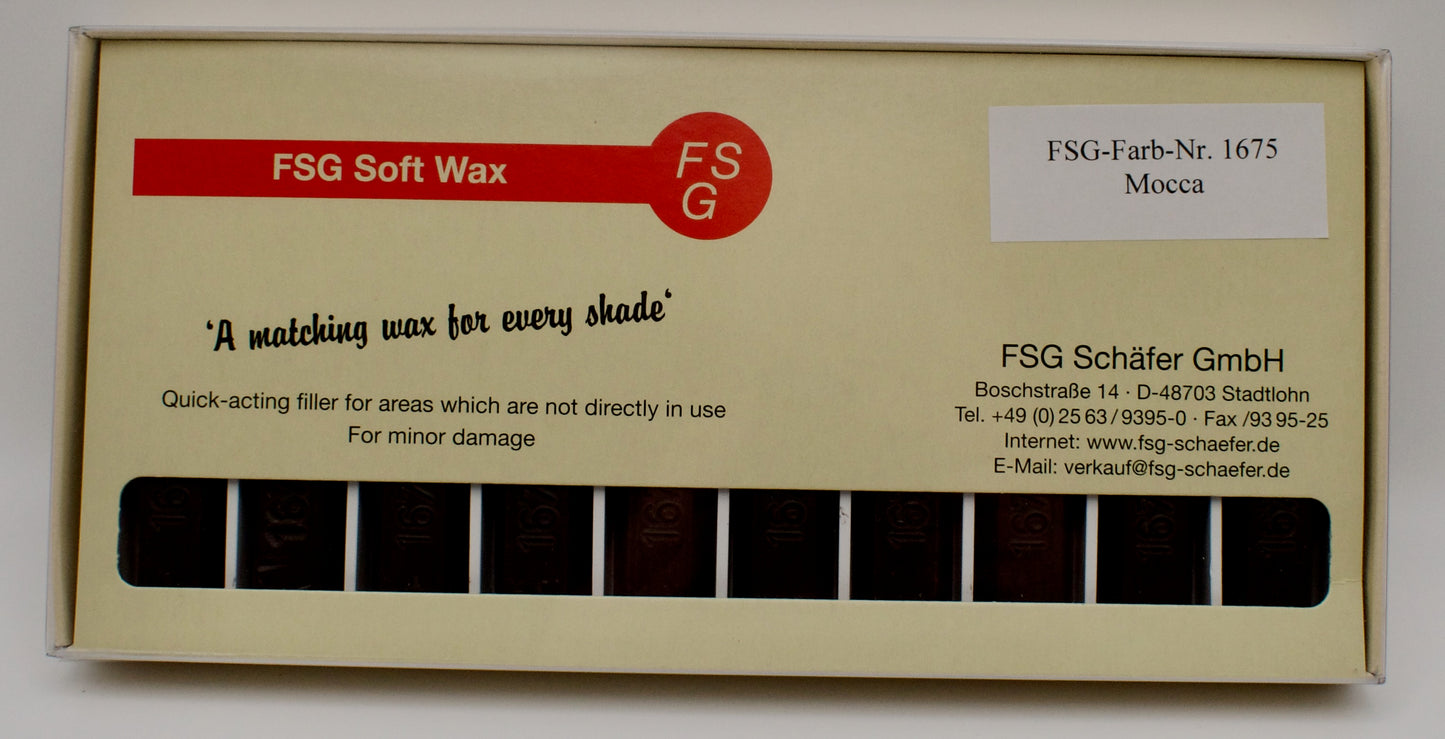 FSG Soft Wax
FS
G
FSG-Farb-Nr. 1675
Mocca
‘A matching wax for every shade‘
Quick-acting filler for areas which are not directly in use
For minor damage
FSG Schäfer GmbH
Boschstraße 14 · D-48703 Stadtlohn
Tel. +49 (0) 25 63 / 9395-0 · Fax /93 95-25
Internet: www.fsg-schaefer.de
E-Mail: verkauf@fsg-schaefer.de